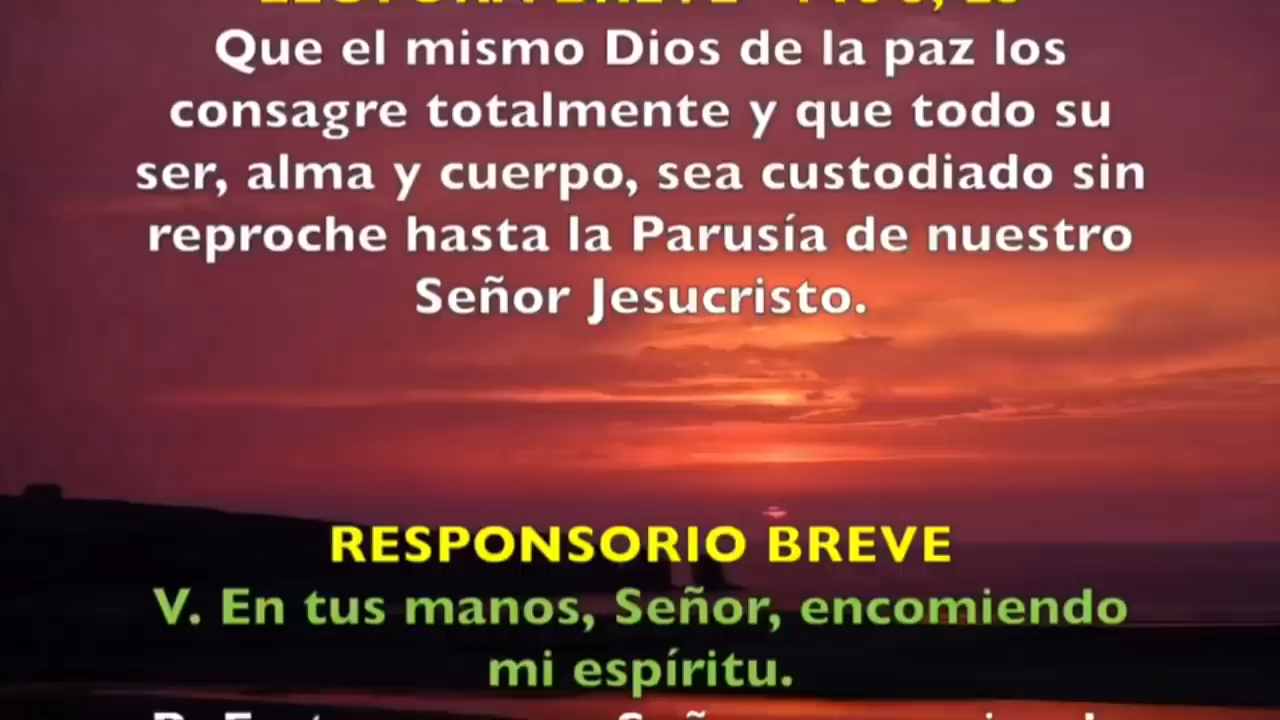 Que el mismo Dios de la paz los
consagre totalmente y que todo su
ser, alma y cuerpo, sea custodiado sin
reproche hasta la Parusía de nuestro
Señor Jesucristo.
RESPONSORIO BREVE
V. En tus manos, Señor, encomiendo
mi espíritu.